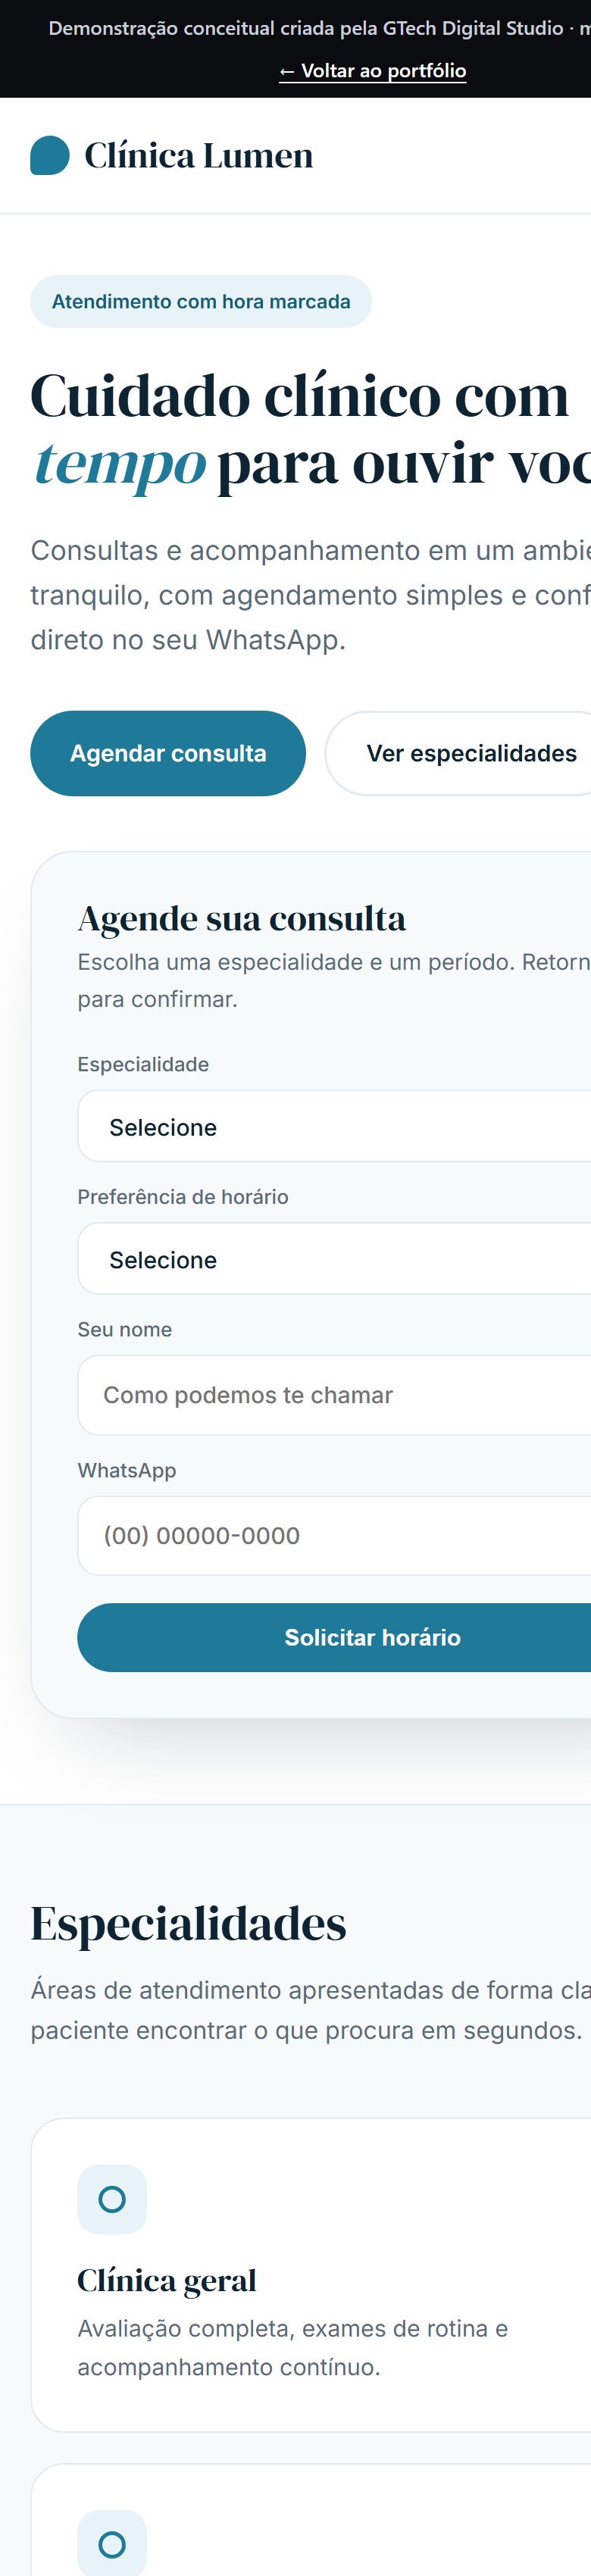 Demonstração conceitual criada pela GTech Digital Studio ·
← Voltar ao portfólio
Clínica Lumen
Atendimento com hora marcada
Cuidado clínico com
tempo para ouvir
Consultas e acompanhamento em um
tranquilo, com agendamento simples e
direto no seu WhatsApp.
Agendar consulta
Ver especialidades
Agende sua consulta
Escolha uma especialidade e um período.
para confirmar.
Especialidade
Selecione
Preferência de horário
Selecione
Seu nome
Como podemos te chamar
WhatsApp
(00) 00000-0000
Solicitar horário
Especialidades
Áreas de atendimento apresentadas de forma
paciente encontrar o que procura em segundos.
Clínica geral
Avaliação completa, exames de rotina e
acompanhamento contínuo.